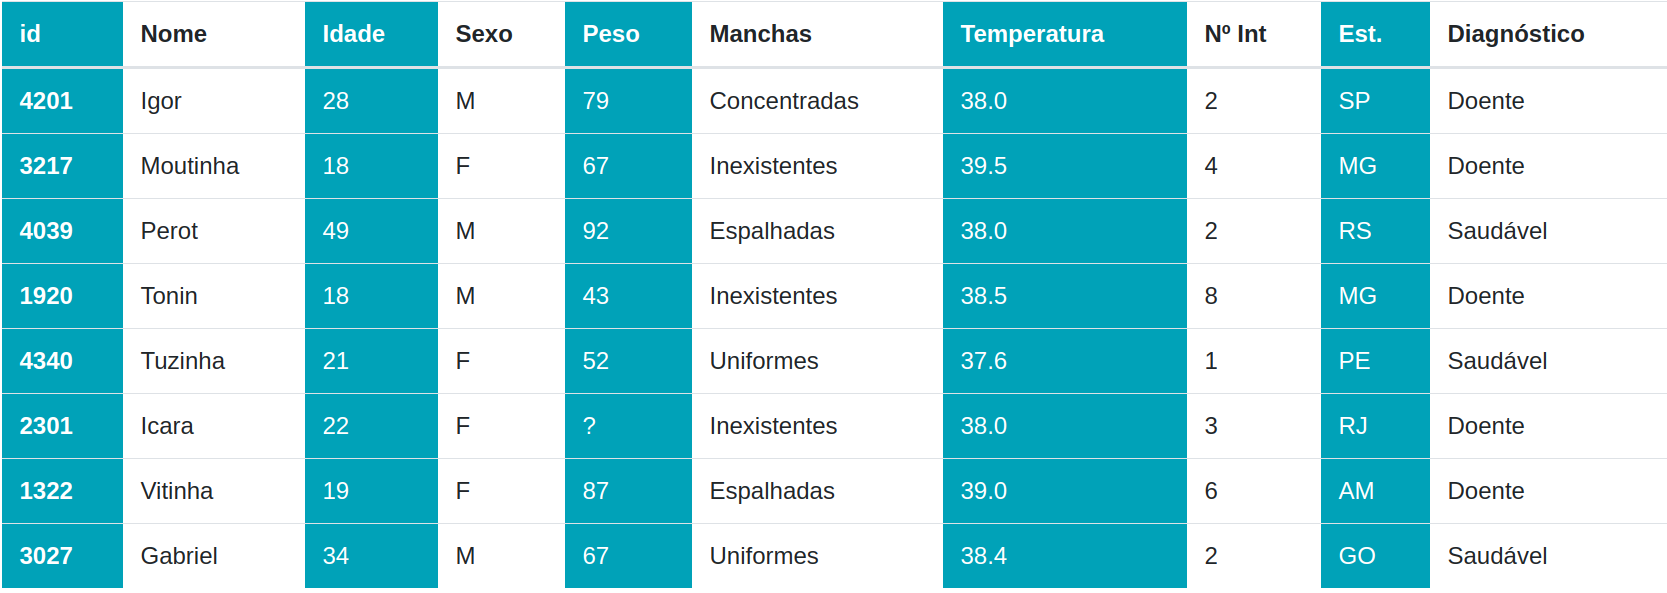 id Nome Idade Sexo Peso Manchas Temperatura Nº Int Est. Diagnóstico
4201 Igor 28 M 79 Concentradas 38.0 2 SP Doente
3217 Moutinha 18 F 67 Inexistentes 39.5 4 MG Doente
4039 Perot 49 M 92 Espalhadas 38.0 2 RS Saudável
1920 Tonin 18 M 43 Inexistentes 38.5 8 MG Doente
4340 Tuzinha 21 F 52 Uniformes 37.6 1 PE Saudável
2301 Icara 22 F ? Inexistentes 38.0 3 RJ Doente
1322 Vitinha 19 F 87 Espalhadas 39.0 6 AM Doente
3027 Gabriel 34 M 67 Uniformes 38.4 2 GO Saudável